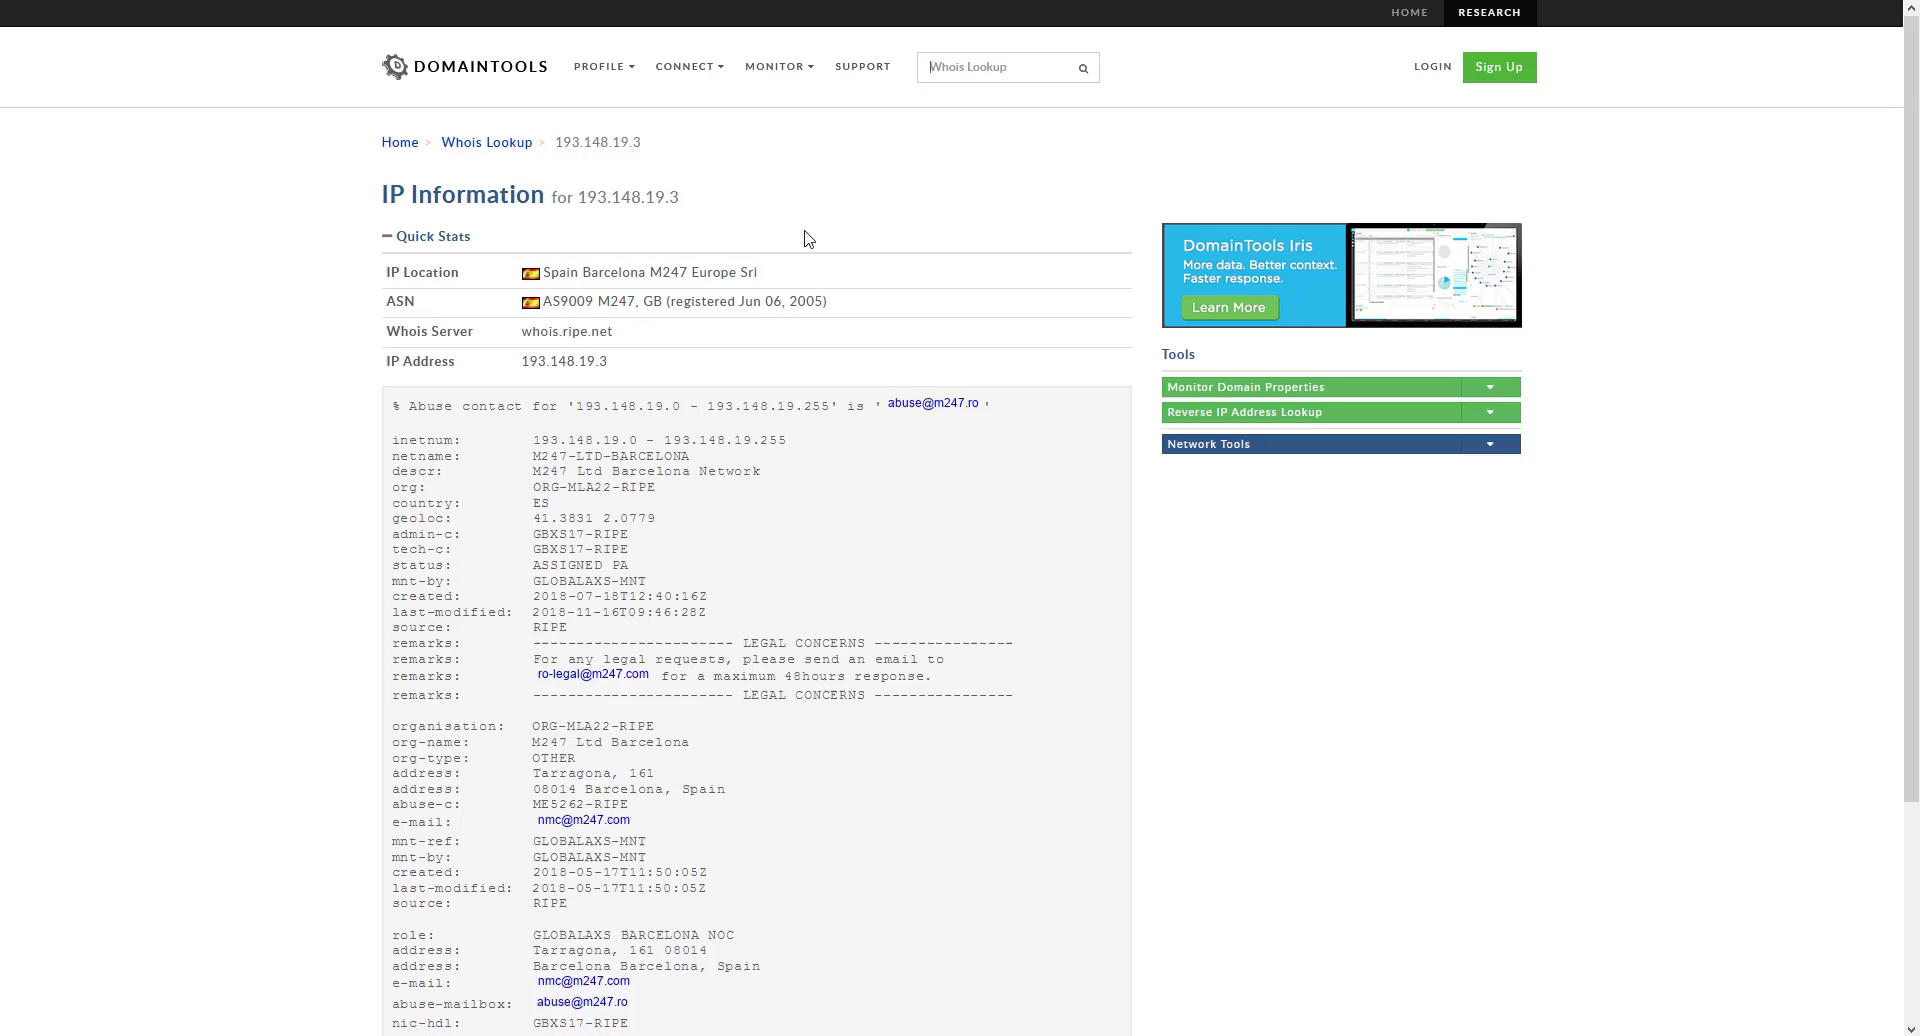 HOME RESEARCH
DOMAINTOOLS PROFILE CONNECT MONITOR SUPPORT Whois Lookup LOGIN Sign Up
Home > Whois Lookup > 193.148.19.3
IP Information for 193.148.19.3
Quick Stats
IP Location Spain Barcelona M247 Europe Srl
ASN AS9009 M247, GB (registered Jun 06, 2005)
Whois Server whois.ripe.net
IP Address 193.148.19.3
% Abuse contact for '193.148.19.0 - 193.148.19.255' is ' abuse@m247.ro '
inetnum: 193.148.19.0 - 193.148.19.255
netname: M247-LTD-BARCELONA
descr: M247 Ltd Barcelona Network
org: ORG-MLA22-RIPE
country: ES
geoloc: 41.3831 2.0779
admin-c: GBXS17-RIPE
tech-c: GBXS17-RIPE
status: ASSIGNED PA
mnt-by: GLOBALAXS-MNT
created: 2018-07-18T12:40:16Z
last-modified: 2018-11-16T09:46:28Z
source: RIPE
remarks: ----------------------- LEGAL CONCERNS ----------------
remarks: For any legal requests, please send an email to
remarks: ro-legal@m247.com for a maximum 48hours response.
remarks: ----------------------- LEGAL CONCERNS ----------------
organisation: ORG-MLA22-RIPE
org-name: M247 Ltd Barcelona
org-type: OTHER
address: Tarragona, 161
address: 08014 Barcelona, Spain
abuse-c: ME5262-RIPE
e-mail: nmc@m247.com
mnt-ref: GLOBALAXS-MNT
mnt-by: GLOBALAXS-MNT
created: 2018-05-17T11:50:05Z
last-modified: 2018-05-17T11:50:05Z
source: RIPE
role: GLOBALAXS BARCELONA NOC
address: Tarragona, 161 08014
address: Barcelona Barcelona, Spain
e-mail: nmc@m247.com
abuse-mailbox: abuse@m247.ro
nic-hdl: GBXS17-RIPE
DomainTools Iris
More data. Better context.
Faster response.
Learn More
Tools
Monitor Domain Properties
Reverse IP Address Lookup
Network Tools